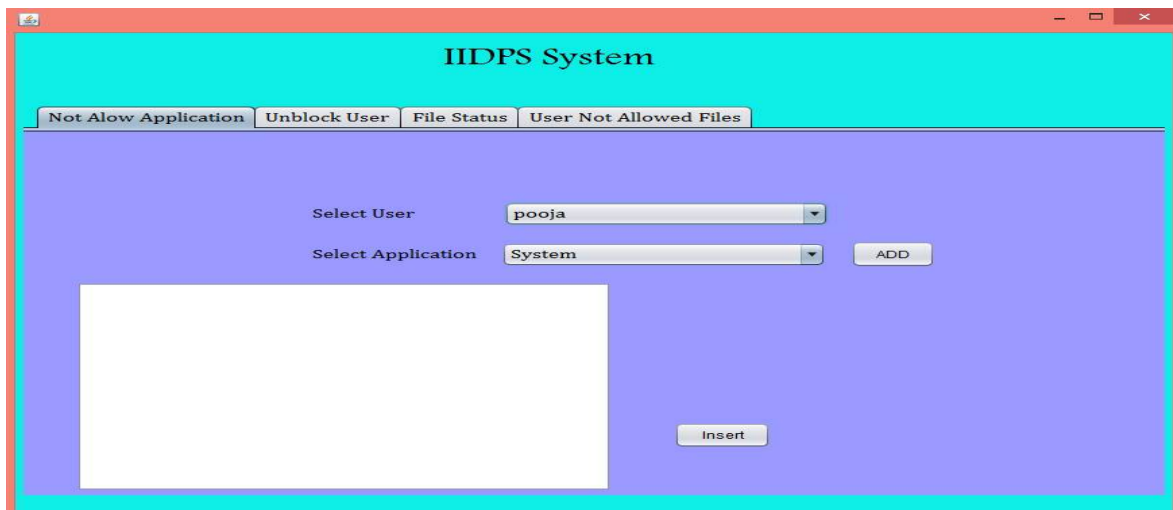 IIDPS System
Not Alow Application Unblock User File Status User Not Allowed Files
Select User pooja
Select Application System ADD
Insert